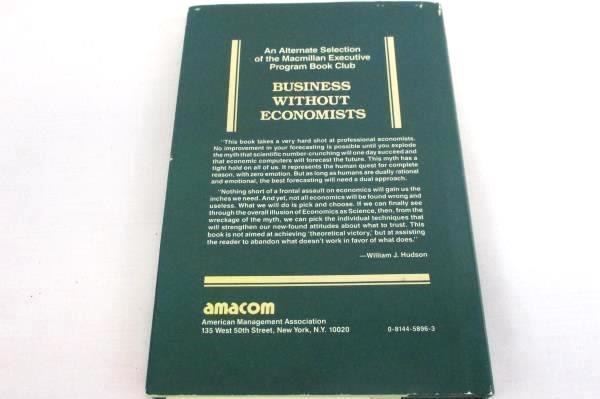 An Alternate Selection
of the Macmillan Executive
Program Book Club
BUSINESS
WITHOUT
ECONOMISTS
"This book takes a very hard shot at professional economists.
No improvement in your forecasting is possible until you explode
the myth that scientific number-crunching will one day succeed and
that economic computers will forecast the future. This myth has a
tight hold on all of us. It represents the human quest for complete
reason, with zero emotion. But as long as humans are dually rational
and emotional, the best forecasting will need a dual approach.
"Nothing short of a frontal assault on economics will gain us the
inches we need. And yet, not all economics will be found wrong and
useless. What we will do is pick and choose. If we can finally see
through the overall illusion of Economics as Science, then, from the
wreckage of the myth, we can pick the individual techniques that
will strengthen our new-found attitudes about what to trust. This
book is not aimed at achieving 'theoretical victory,' but at assisting
the reader to abandon what doesn't work in favor of what does."
—William J. Hudson
amacom
American Management Association
135 West 50th Street, New York, N.Y. 10020
0-8144-5896-3